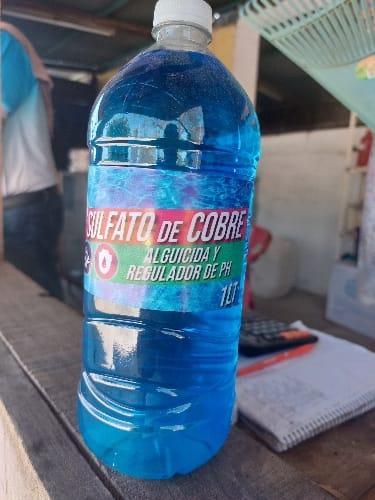 SULFATO DE COBRE
ALGUICIDA Y
REGULADOR DE PH
1LT